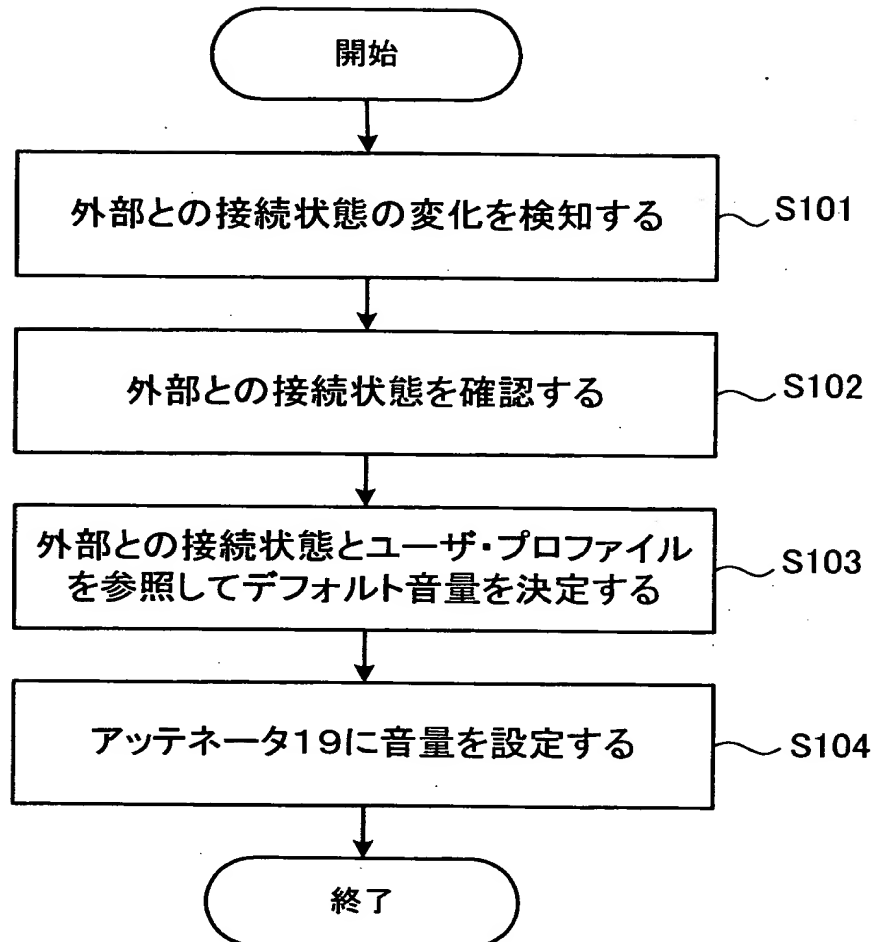 開始
外部との接続状態の変化を検知する
S101
外部との接続状態を確認する
S102
外部との接続状態とユーザ・プロファイル
を参照してデフォルト音量を決定する
S103
アッテネータ19に音量を設定する
S104
終了